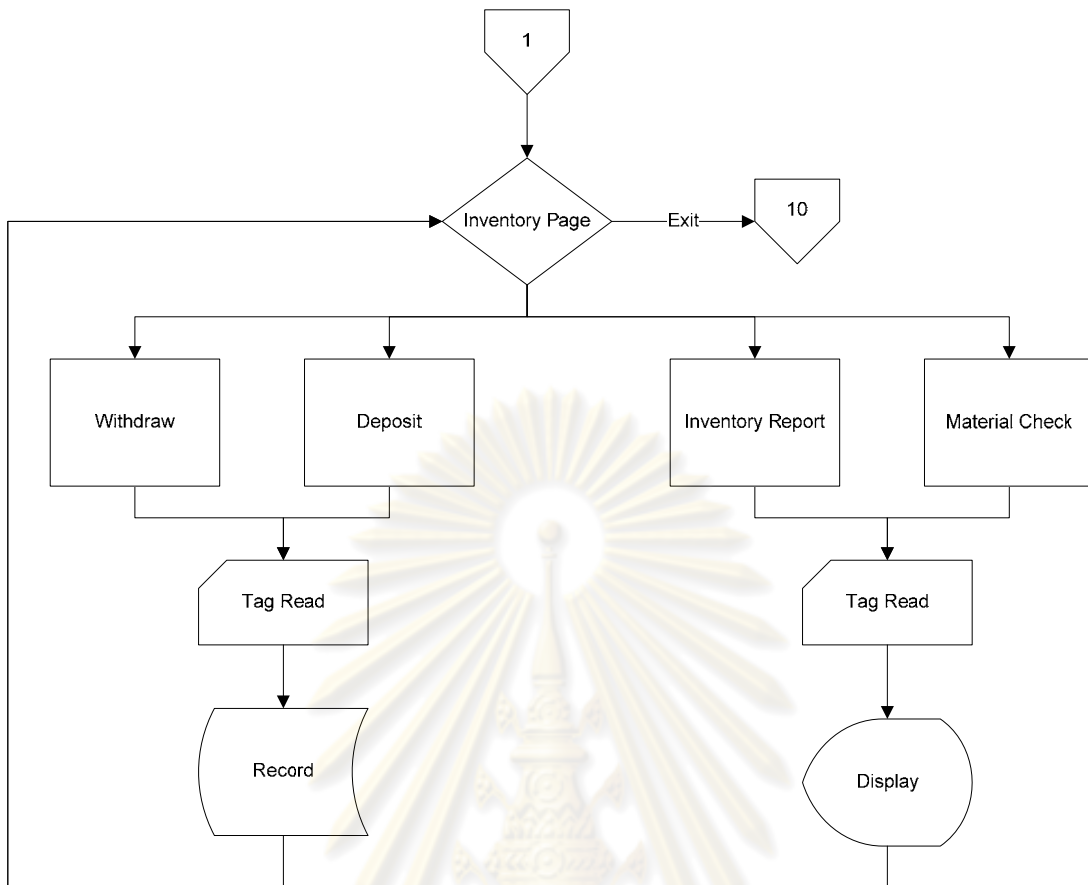 1
Inventory Page
Exit
10
Withdraw
Deposit
Inventory Report
Material Check
Tag Read
Tag Read
Record
Display